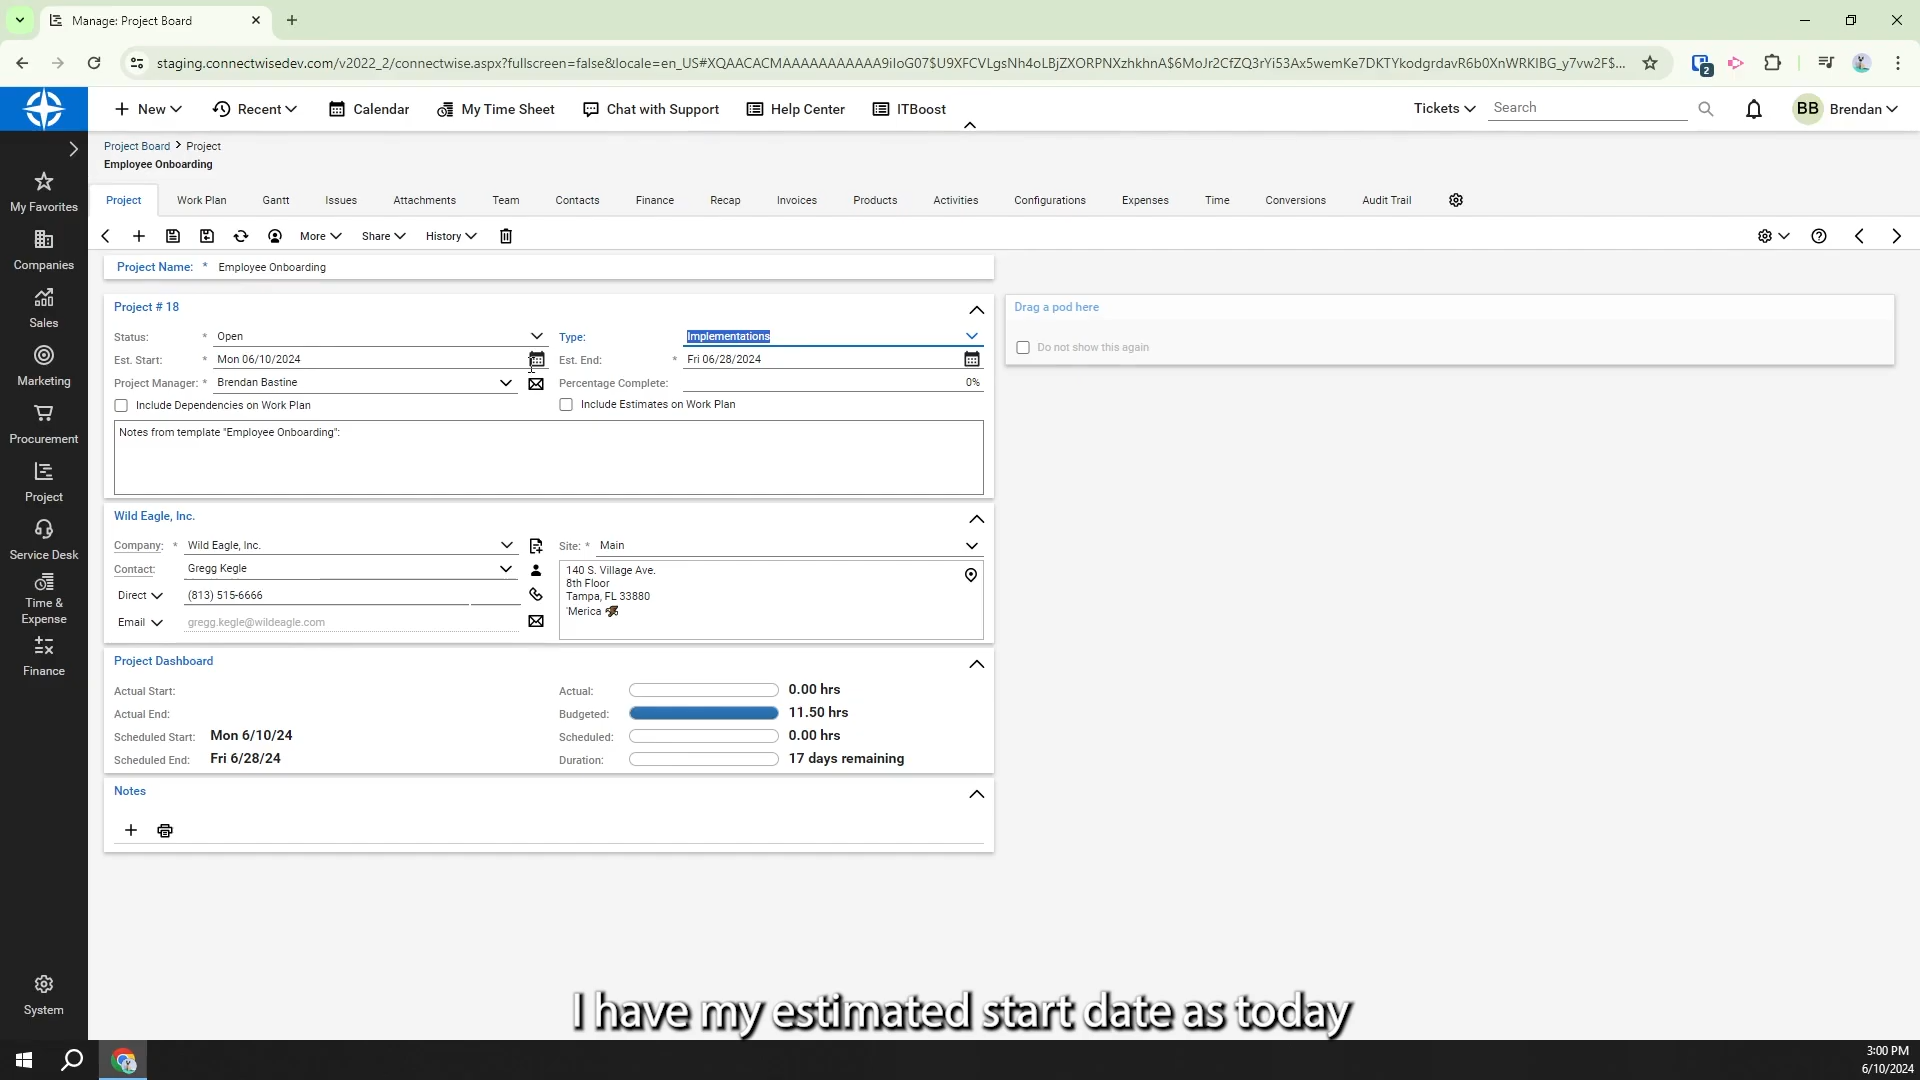 Manage: Project Board
staging.connectwisedev.com/v2022_2/connectwise.aspx?fullscreen=false&locale=en_US#XQAACACMAAAAAAAAAAA9iIoG07$U9XFCVLgsNh4oLBjZXORPNXzhkhnA$6MoJr2CfZQ3rYi53Ax5wemKe7DKTYkodgrdavR6b0XnWRKIBG_y7vw2F$...
2
New Recent Calendar My Time Sheet Chat with Support Help Center ITBoost Tickets Search BB Brendan
Project Board > Project
Employee Onboarding
My Favorites
Companies
Sales
Marketing
Procurement
Project
Service Desk
Time &
Expense
Finance
System
Project Work Plan Gantt Issues Attachments Team Contacts Finance Recap Invoices Products Activities Configurations Expenses Time Conversions Audit Trail
More Share History
Project Name: * Employee Onboarding
Project # 18
Status: * Open Type: Implementations
Est. Start: * Mon 06/10/2024 Est. End: * Fri 06/28/2024
Project Manager: * Brendan Bastine Percentage Complete: 0%
Include Dependencies on Work Plan Include Estimates on Work Plan
Notes from template "Employee Onboarding":
Drag a pod here
Do not show this again
Wild Eagle, Inc.
Company: * Wild Eagle, Inc. Site: * Main
Contact: Gregg Kegle
Direct (813) 515-6666
Email gregg.kegle@wildeagle.com
140 S. Village Ave.
8th Floor
Tampa, FL 33880
'Merica
Project Dashboard
Actual Start: Actual: 0.00 hrs
Actual End: Budgeted: 11.50 hrs
Scheduled Start: Mon 6/10/24 Scheduled: 0.00 hrs
Scheduled End: Fri 6/28/24 Duration: 17 days remaining
Notes
I have my estimated start date as today
3:00 PM
6/10/2024